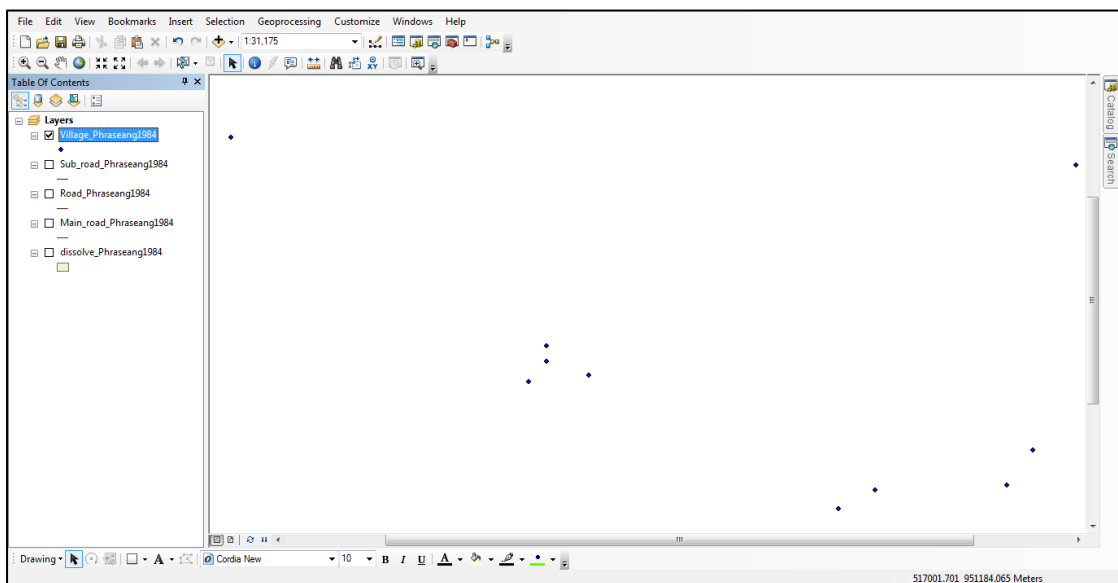 File Edit View Bookmarks Insert Selection Geoprocessing Customize Windows Help
1:31,175
Table Of Contents
Layers
Village_Phraseang1984
Sub_road_Phraseang1984
Road_Phraseang1984
Main_road_Phraseang1984
dissolve_Phraseang1984
Catalog
Search
Drawing A Cordia New 10 B I U A
517001.701 951184.065 Meters